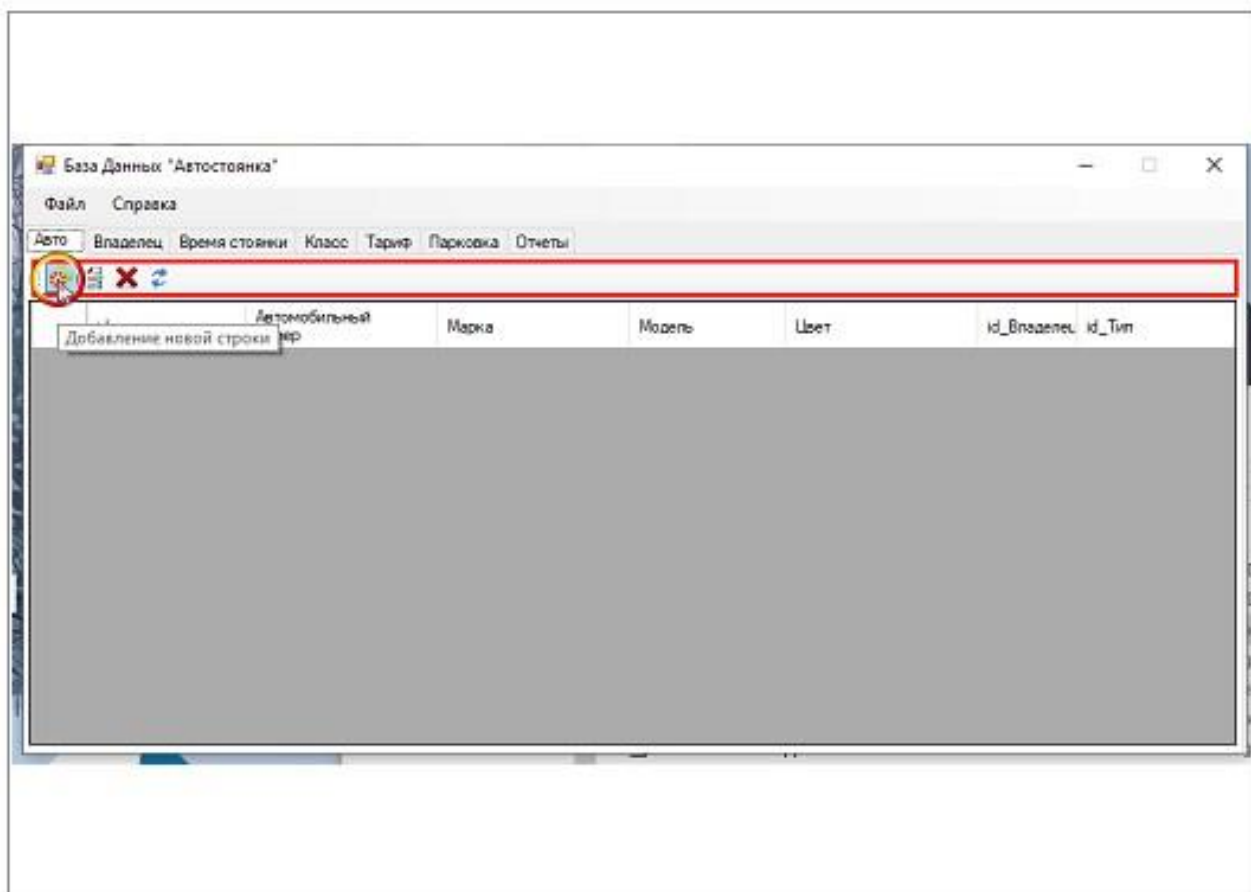 База Данных "Автостоянка"
Файл Справка
Авто Владелец Время стоянки Класс Тариф Парковка Отчеты
Автомобильный
Марка Модель Цвет id_Владелец id_Тип
Добавление новой строки